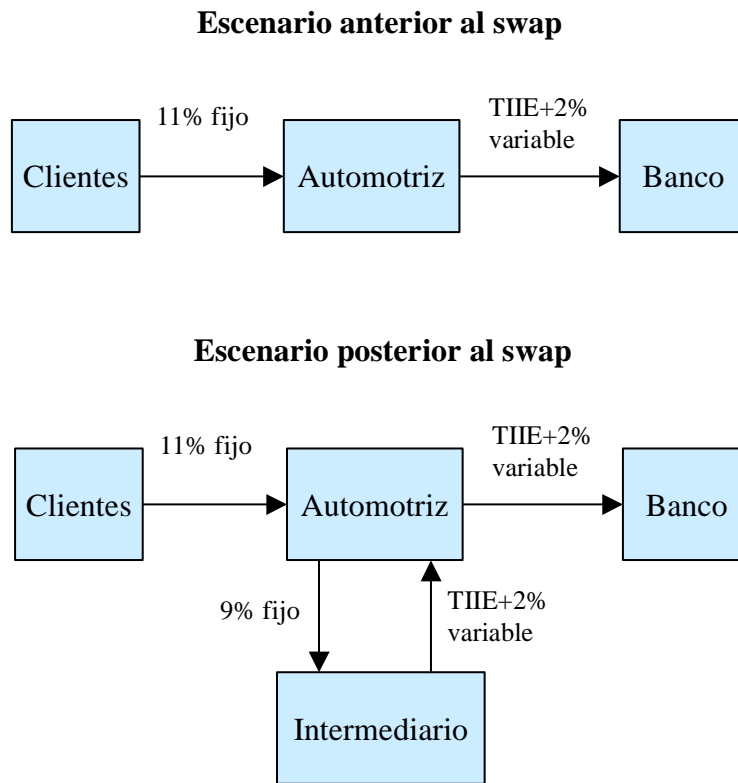 Escenario anterior al swap
11% fijo
TIIE+2%
variable
Clientes
Automotriz
Banco
Escenario posterior al swap
11% fijo
TIIE+2%
variable
Clientes
Automotriz
Banco
9% fijo
TIIE+2%
variable
Intermediario